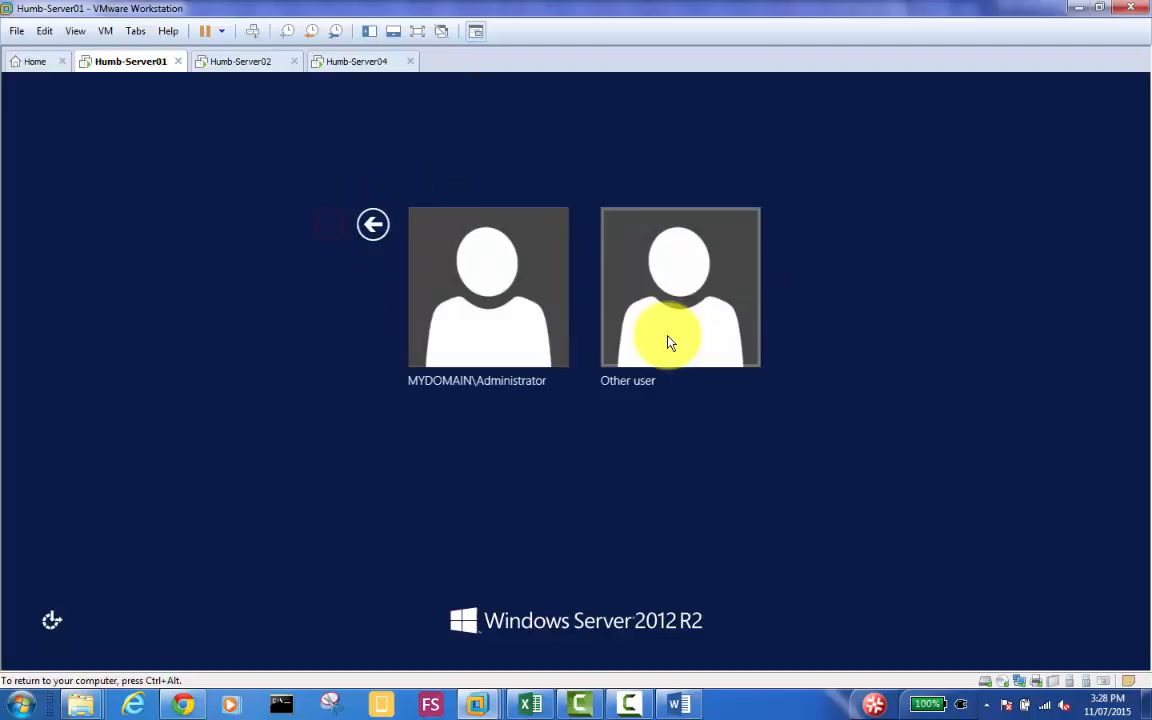 Humb-Server01 - VMware Workstation
File Edit View VM Tabs Help
Home Humb-Server01 Humb-Server02 Humb-Server04
MYDOMAIN\Administrator Other user
Windows Server 2012 R2
To return to your computer, press Ctrl+Alt.
FS 100% 3:28 PM
11/07/2015